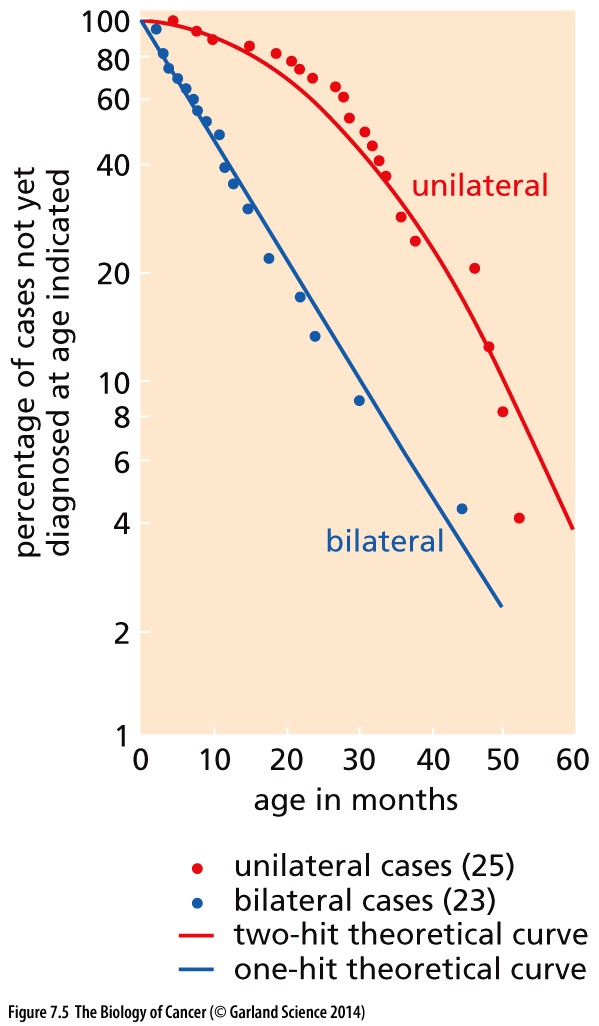 percentage of cases not yet
diagnosed at age indicated
100
80
60
40
20
10
8
6
4
2
1
unilateral
bilateral
0 10 20 30 40 50 60
age in months
unilateral cases (25)
bilateral cases (23)
two-hit theoretical curve
one-hit theoretical curve
Figure 7.5 The Biology of Cancer (© Garland Science 2014)